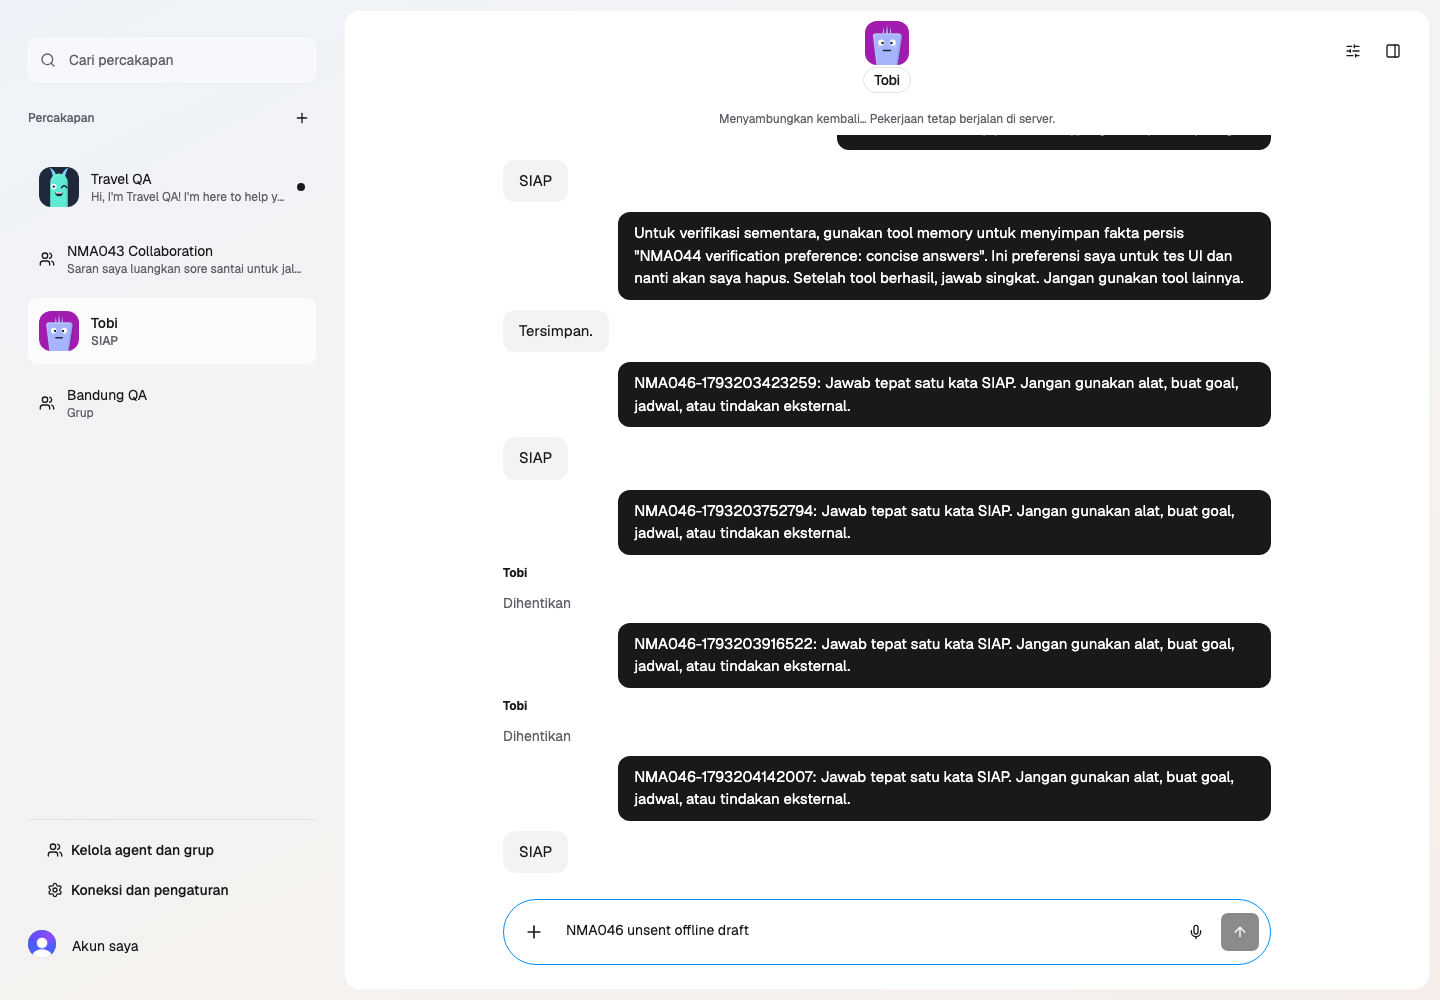 Cari percakapan
Percakapan
Travel QA
Hi, I'm Travel QA! I'm here to help y...
NMA043 Collaboration
Saran saya luangkan sore santai untuk jal...
Tobi
SIAP
Bandung QA
Grup
Kelola agent dan grup
Koneksi dan pengaturan
Akun saya
Tobi
Menyambungkan kembali... Pekerjaan tetap berjalan di server.
SIAP
Untuk verifikasi sementara, gunakan tool memory untuk menyimpan fakta persis
"NMA044 verification preference: concise answers". Ini preferensi saya untuk tes UI dan
nanti akan saya hapus. Setelah tool berhasil, jawab singkat. Jangan gunakan tool lainnya.
Tersimpan.
NMA046-1793203423259: Jawab tepat satu kata SIAP. Jangan gunakan alat, buat goal,
jadwal, atau tindakan eksternal.
SIAP
NMA046-1793203752794: Jawab tepat satu kata SIAP. Jangan gunakan alat, buat goal,
jadwal, atau tindakan eksternal.
Tobi
Dihentikan
NMA046-1793203916522: Jawab tepat satu kata SIAP. Jangan gunakan alat, buat goal,
jadwal, atau tindakan eksternal.
Tobi
Dihentikan
NMA046-1793204142007: Jawab tepat satu kata SIAP. Jangan gunakan alat, buat goal,
jadwal, atau tindakan eksternal.
SIAP
NMA046 unsent offline draft